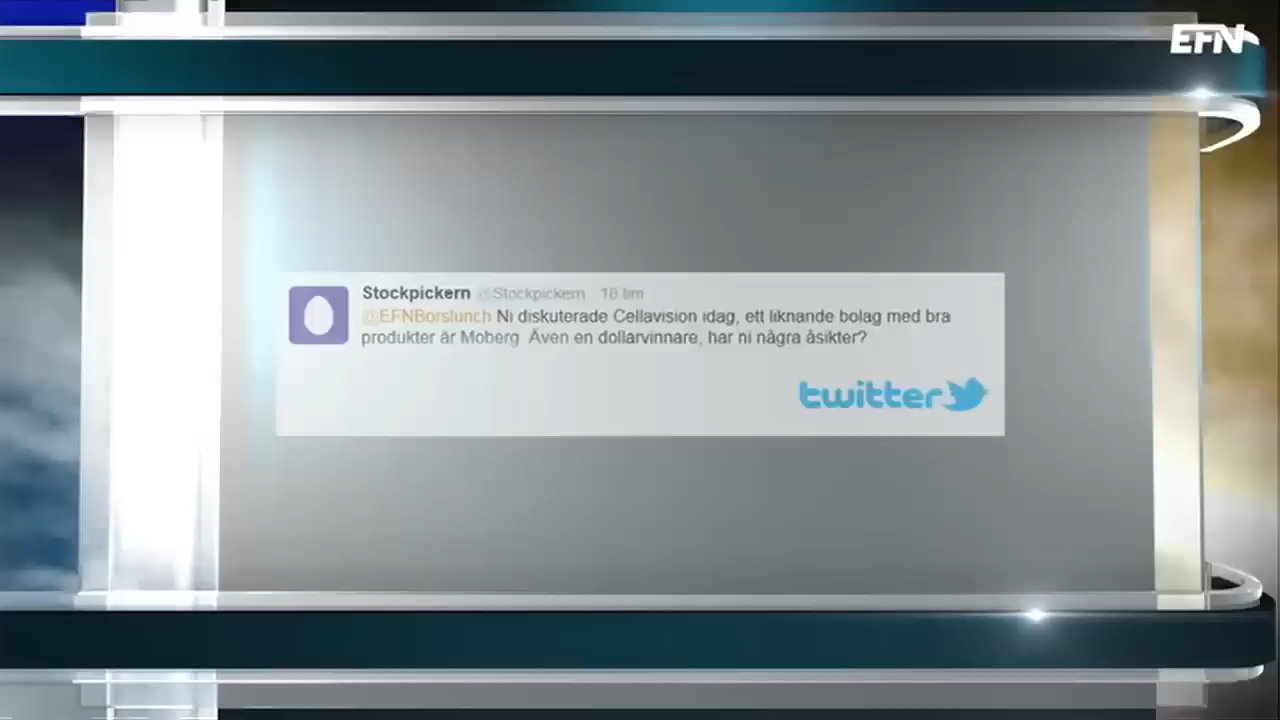 EFN
Stockpickern @Stockpickern 18 tim
@EFNBorslunch Ni diskuterade Cellavision idag, ett liknande bolag med bra
produkter är Moberg Även en dollarvinnare, har ni några åsikter?
twitter